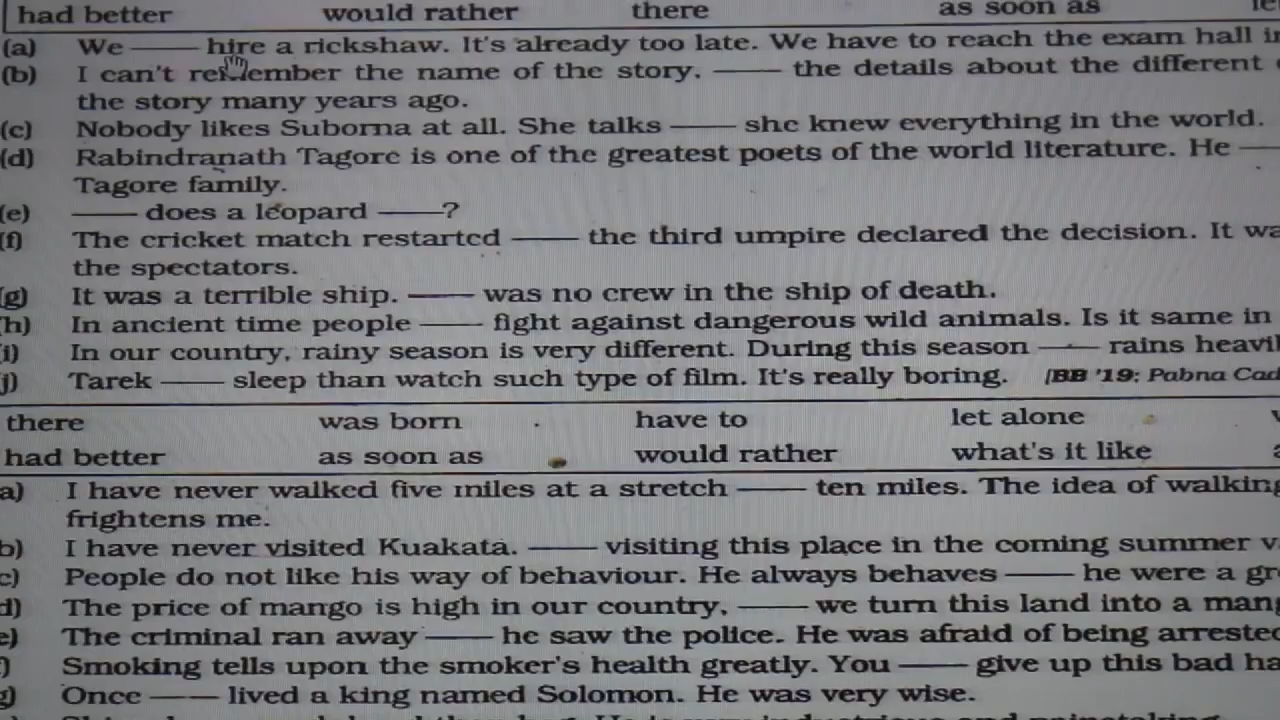 had better would rather there as soon as
(a) We —— hire a rickshaw. It's already too late. We have to reach the exam hall
(b) I can't remember the name of the story. —— the details about the different
the story many years ago.
(c) Nobody likes Suborna at all. She talks —— she knew everything in the world.
(d) Rabindranath Tagore is one of the greatest poets of the world literature. He ——
Tagore family.
(e) —— does a leopard ——?
(f) The cricket match restarted —— the third umpire declared the decision. It
the spectators.
(g) It was a terrible ship. —— was no crew in the ship of death.
(h) In ancient time people —— fight against dangerous wild animals. Is it same in
(i) In our country, rainy season is very different. During this season —— rains
(j) Tarek —— sleep than watch such type of film. It's really boring. [BB '19; Pabna
there was born have to let alone
had better as soon as would rather what's it like
a) I have never walked five miles at a stretch —— ten miles. The idea of walking
frightens me.
b) I have never visited Kuakata. —— visiting this place in the coming summer
c) People do not like his way of behaviour. He always behaves —— he were a
d) The price of mango is high in our country, —— we turn this land into a
e) The criminal ran away —— he saw the police. He was afraid of being arrested
) Smoking tells upon the smoker's health greatly. You —— give up this bad
g) Once —— lived a king named Solomon. He was very wise.